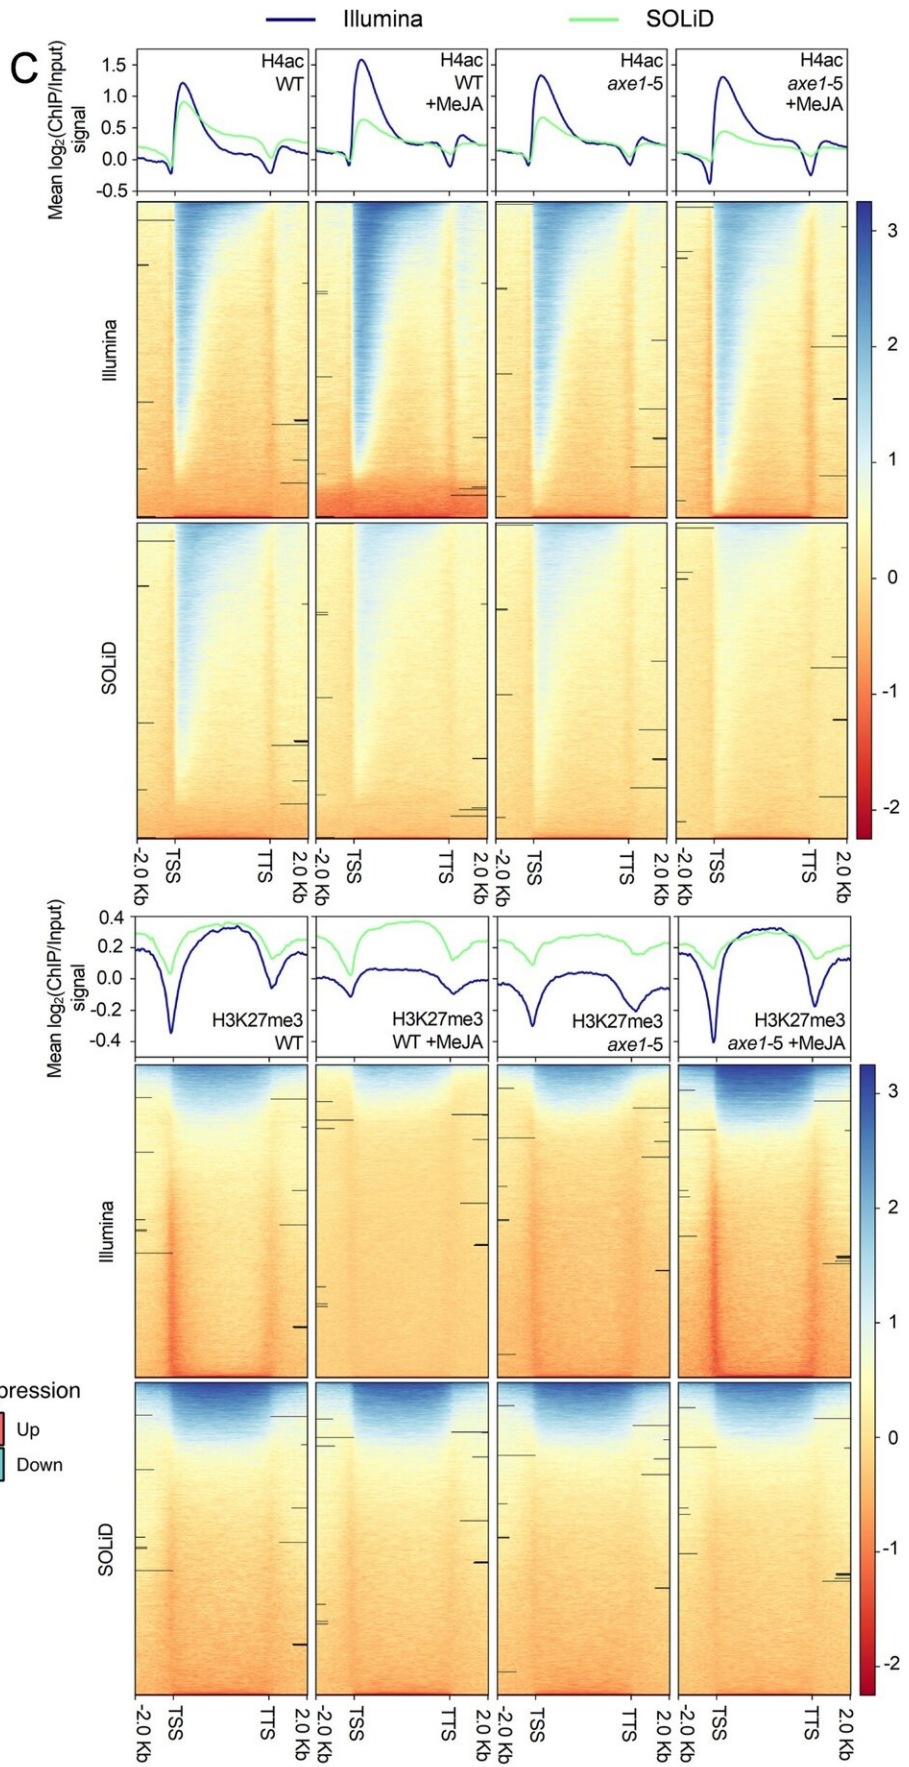 Illumina
SOLiD
C
Mean log₂(ChIP/Input)
signal
1.5
1.0
0.5
0.0
-0.5
H4ac
WT
H4ac
WT
+MeJA
H4ac
axe1-5
H4ac
axe1-5
+MeJA
Illumina
SOLiD
3
2
1
0
-1
-2
-2.0 Kb
TSS
TTS
2.0 Kb
-2.0 Kb
TSS
TTS
2.0 Kb
-2.0 Kb
TSS
TTS
2.0 Kb
-2.0 Kb
TSS
TTS
2.0 Kb
Mean log₂(ChIP/Input)
signal
0.4
0.2
0.0
-0.2
-0.4
H3K27me3
WT
H3K27me3
WT +MeJA
H3K27me3
axe1-5
H3K27me3
axe1-5 +MeJA
Illumina
SOLiD
3
2
1
0
-1
-2
pression
Up
Down
-2.0 Kb
TSS
TTS
2.0 Kb
-2.0 Kb
TSS
TTS
2.0 Kb
-2.0 Kb
TSS
TTS
2.0 Kb
-2.0 Kb
TSS
TTS
2.0 Kb